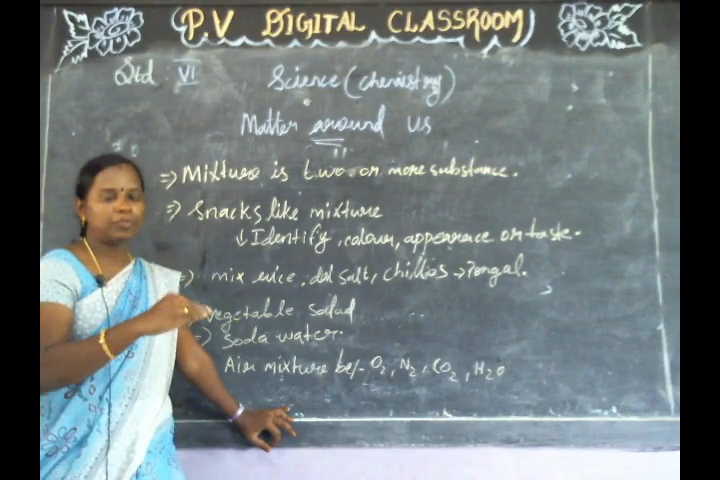 P.V DIGITAL CLASSROOM
Std VI Science (chemistry)
Matter around us
⇒ Mixture is two or more substance.
⇒ Snacks like mixture
↓ Identify, colour, appearance or taste.
mix rice, dal salt, chillios → Pongal.
vegetable salad
⇒ Soda water.
Air mixture O2, N2, CO2, H2O